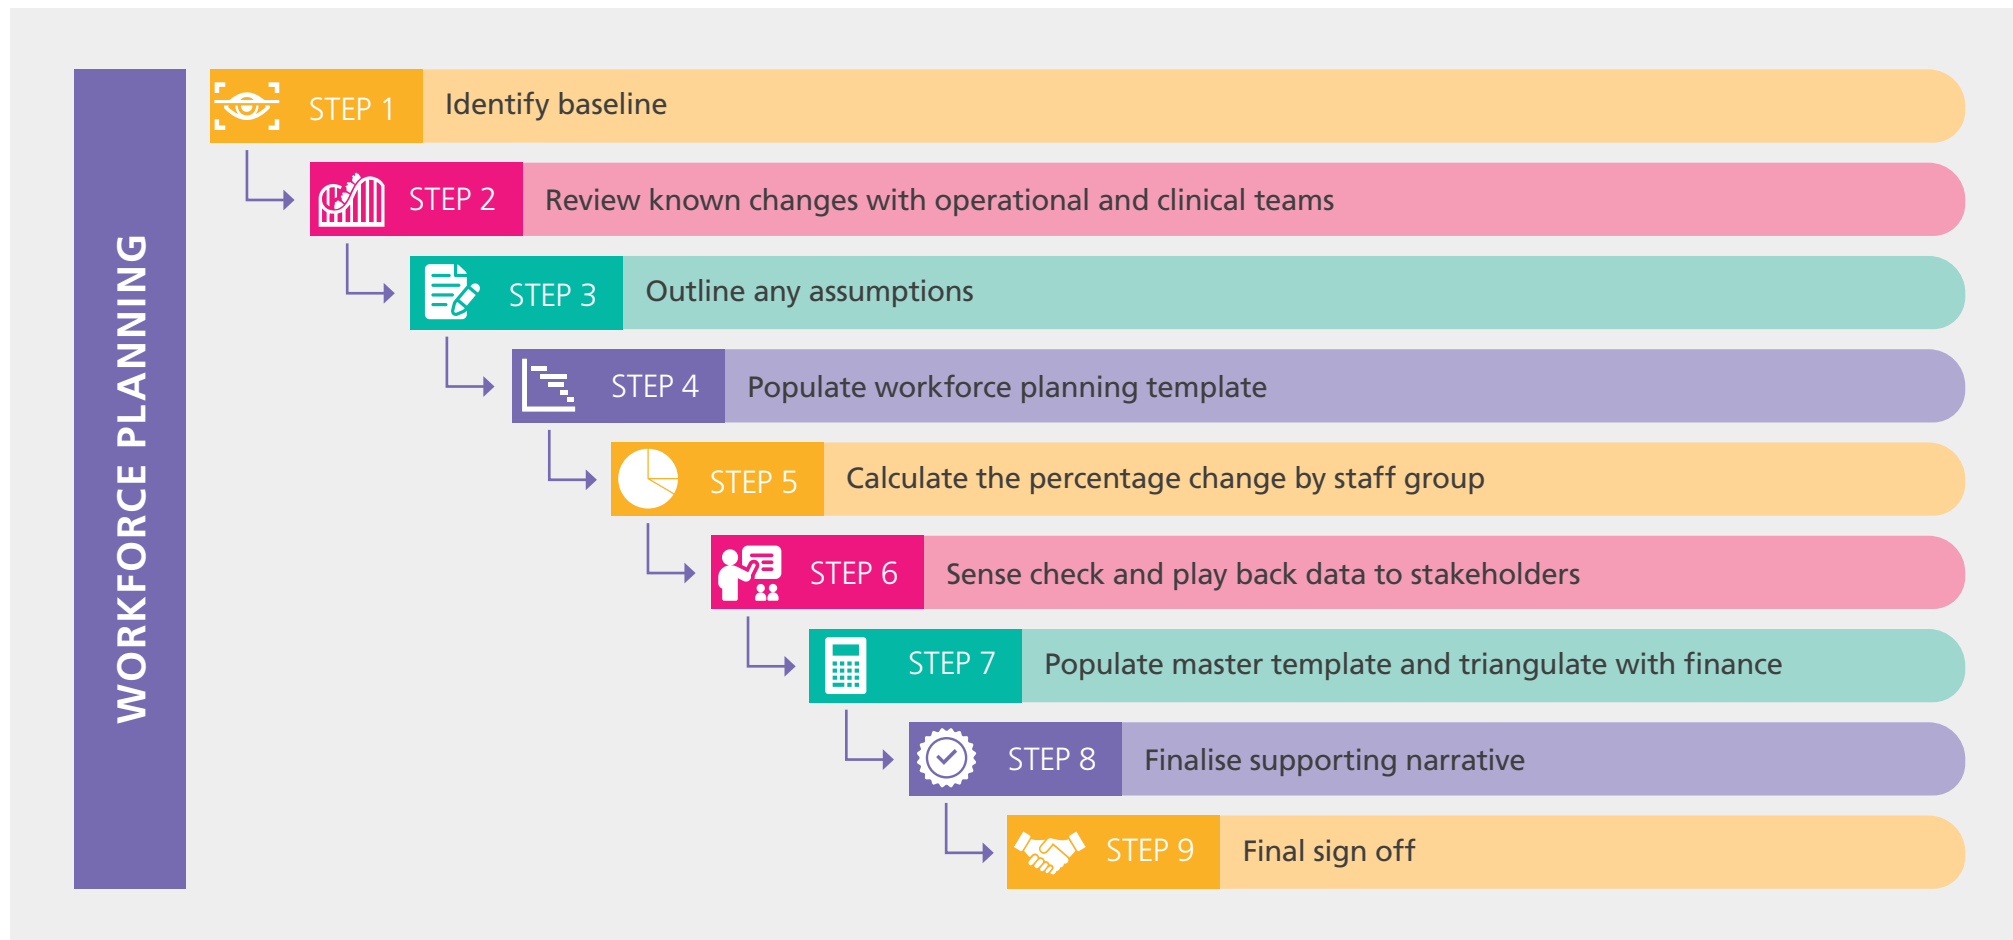 WORKFORCE PLANNING
STEP 1 Identify baseline
STEP 2 Review known changes with operational and clinical teams
STEP 3 Outline any assumptions
STEP 4 Populate workforce planning template
STEP 5 Calculate the percentage change by staff group
STEP 6 Sense check and play back data to stakeholders
STEP 7 Populate master template and triangulate with finance
STEP 8 Finalise supporting narrative
STEP 9 Final sign off